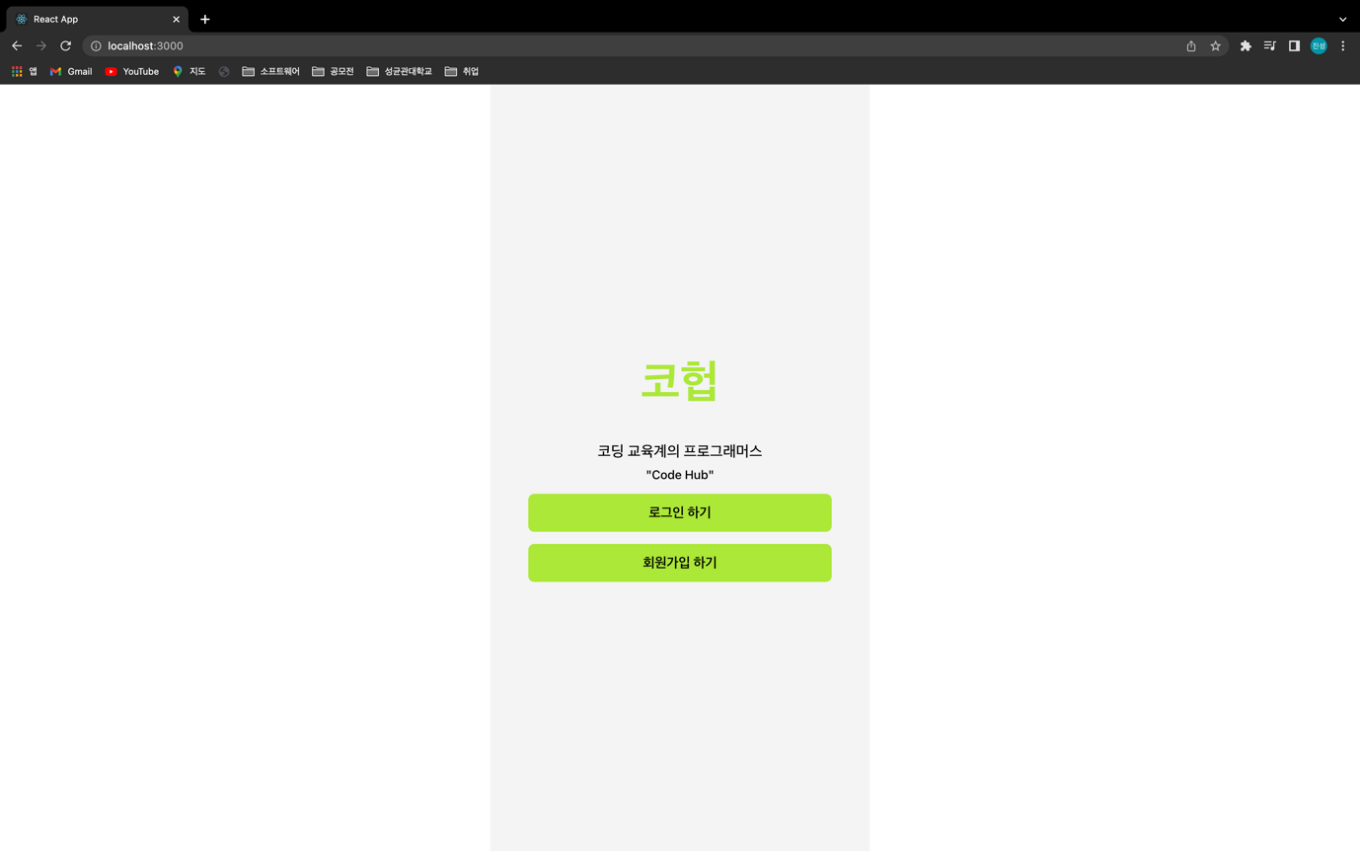 React App
localhost:3000
앱 Gmail YouTube 지도 소프트웨어 공모전 성균관대학교 취업
코헙
코딩 교육계의 프로그래머스
"Code Hub"
로그인 하기
회원가입 하기